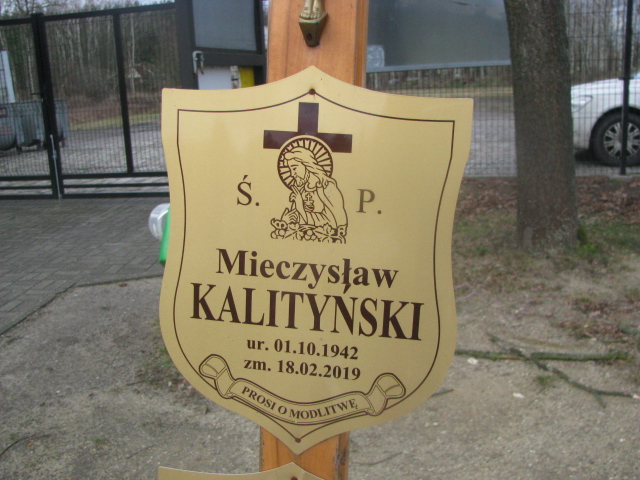 Ś. P.
Mieczysław
KALITYŃSKI
ur. 01.10.1942
zm. 18.02.2019
PROSI O MODLITWĘ